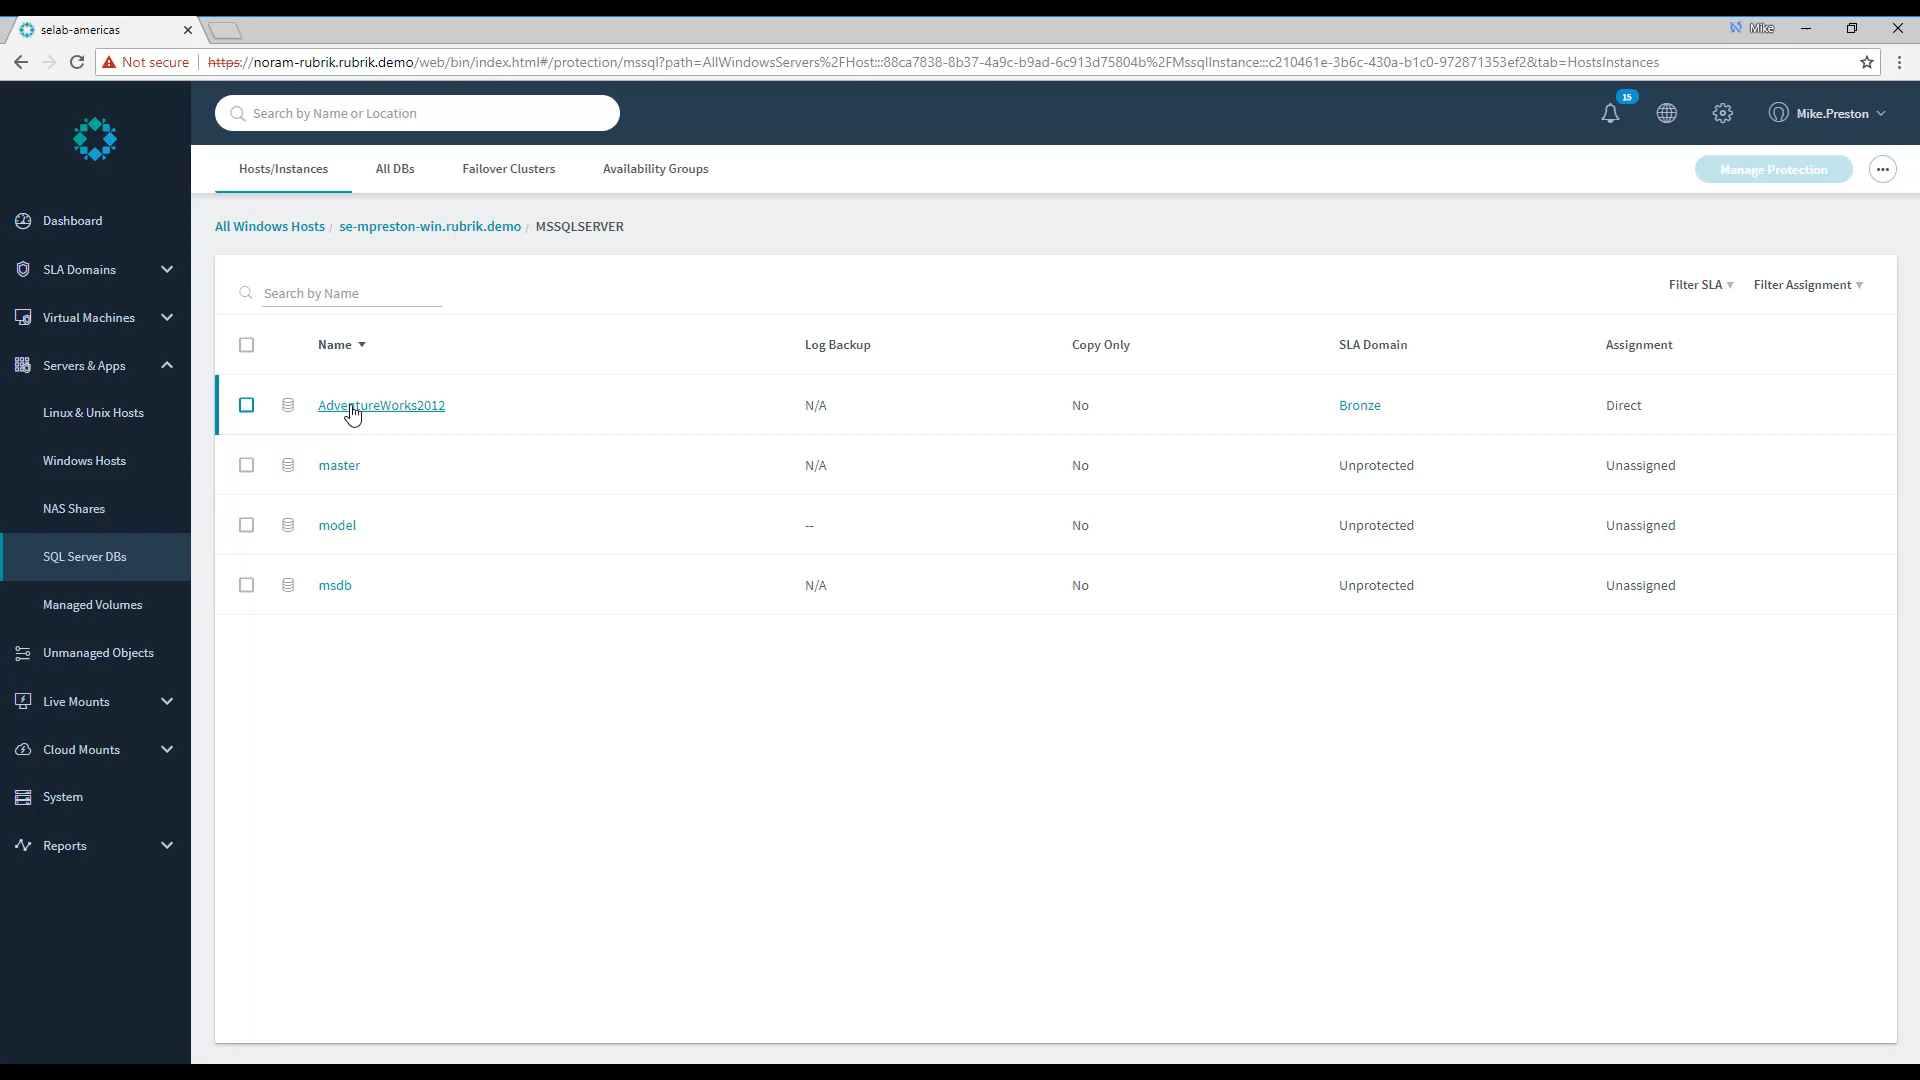 selab-americas
Mike
Not secure https://noram-rubrik.rubrik.demo/web/bin/index.html#/protection/mssql?path=AllWindowsServers%2FHost:::88ca7838-8b37-4a9c-b9ad-6c913d75804b%2FMssqlInstance:::c210461e-3b6c-430a-b1c0-972871353ef2&tab=HostsInstances
Search by Name or Location
15
Mike.Preston
Hosts/Instances All DBs Failover Clusters Availability Groups
Manage Protection
Dashboard
SLA Domains
Virtual Machines
Servers & Apps
Linux & Unix Hosts
Windows Hosts
NAS Shares
SQL Server DBs
Managed Volumes
Unmanaged Objects
Live Mounts
Cloud Mounts
System
Reports
All Windows Hosts / se-mpreston-win.rubrik.demo / MSSQLSERVER
Search by Name
Filter SLA Filter Assignment
Name Log Backup Copy Only SLA Domain Assignment
AdventureWorks2012 N/A No Bronze Direct
master N/A No Unprotected Unassigned
model -- No Unprotected Unassigned
msdb N/A No Unprotected Unassigned